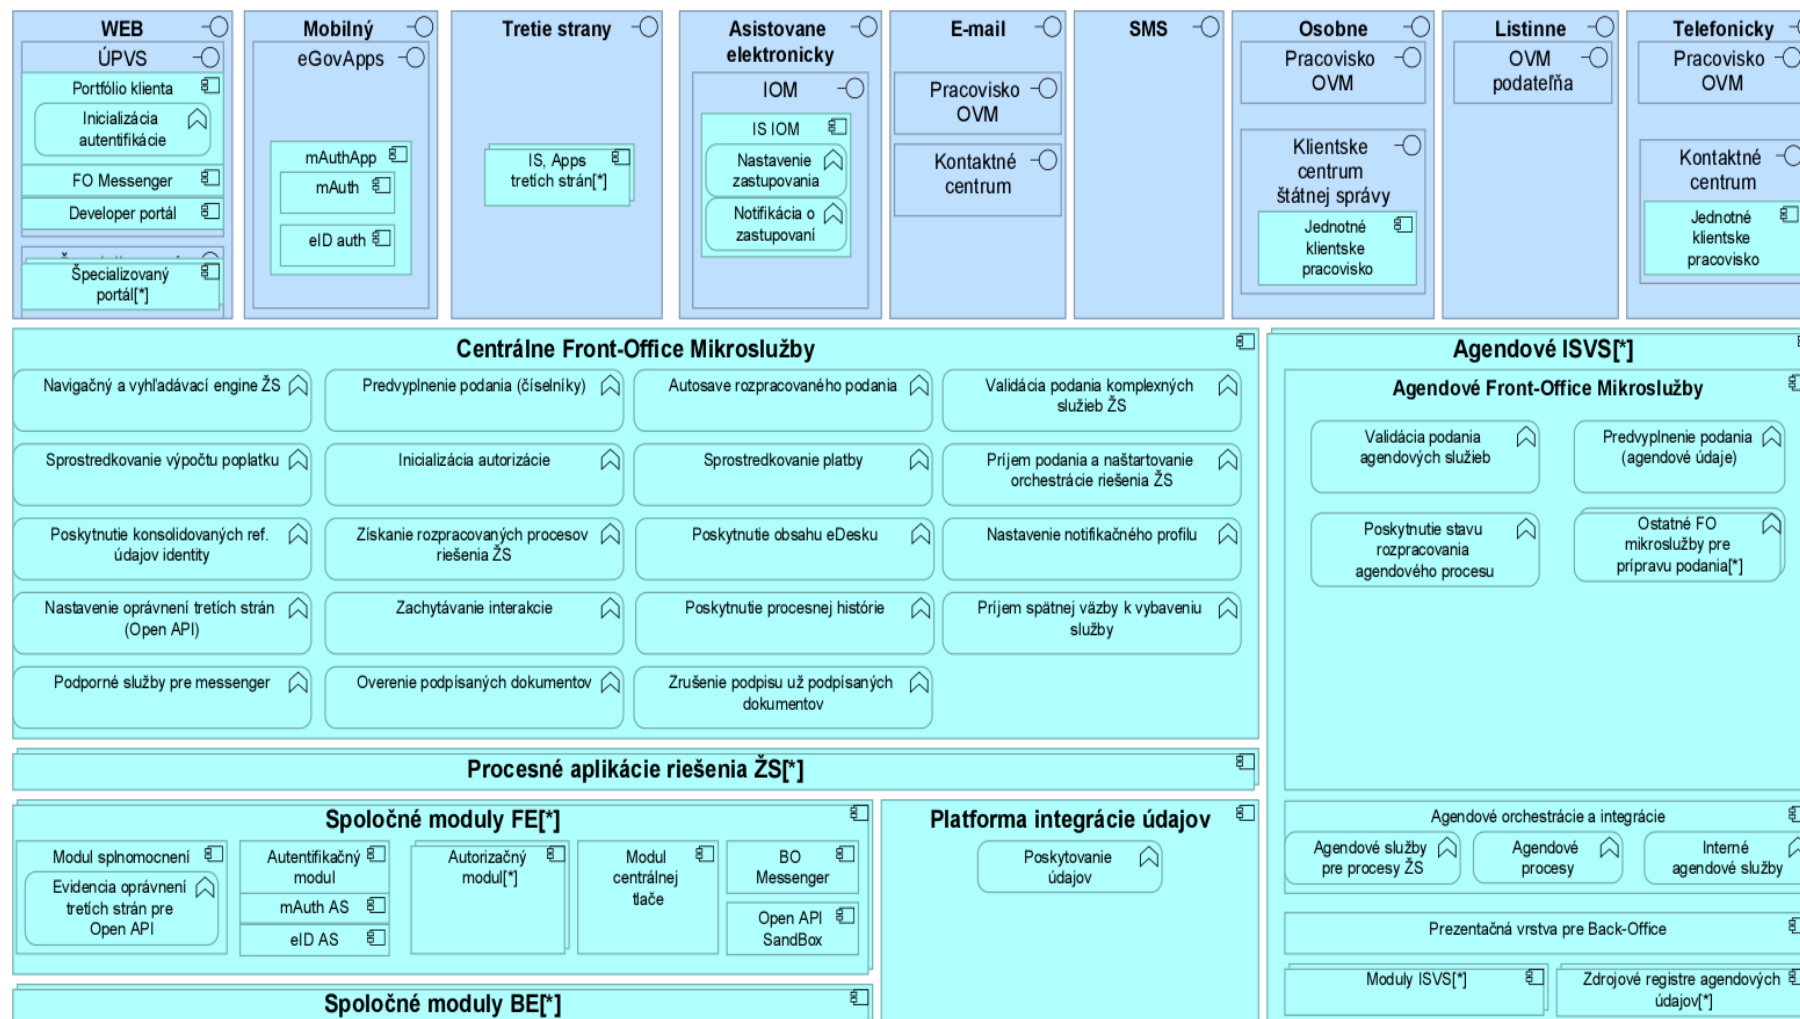 WEB
ÚPVS
Portfólio klienta
Inicializácia
autentifikácie
FO Messenger
Developer portál
Špecializovaný
portál[*]
Mobilný
eGovApps
mAuthApp
mAuth
eID auth
Tretie strany
IS, Apps
tretích strán[*]
Asistovane
elektronicky
IOM
IS IOM
Nastavenie
zastupovania
Notifikácia o
zastupovaní
E-mail
Pracovisko
OVM
Kontaktné
centrum
SMS
Osobne
Pracovisko
OVM
Klientske
centrum
štátnej správy
Jednotné
klientske
pracovisko
Listinne
OVM
podateľňa
Telefonicky
Pracovisko
OVM
Kontaktné
centrum
Jednotné
klientske
pracovisko
Centrálne Front-Office Mikroslužby
Navigačný a vyhľadávací engine ŽS
Predvyplnenie podania (číselníky)
Autosave rozpracovaného podania
Validácia podania komplexných
služieb ŽS
Sprostredkovanie výpočtu poplatku
Inicializácia autorizácie
Sprostredkovanie platby
Príjem podania a naštartovanie
orchestrácie riešenia ŽS
Poskytnutie konsolidovaných ref.
údajov identity
Získanie rozpracovaných procesov
riešenia ŽS
Poskytnutie obsahu eDesku
Nastavenie notifikačného profilu
Nastavenie oprávnení tretích strán
(Open API)
Zachytávanie interakcie
Poskytnutie procesnej histórie
Príjem spätnej väzby k vybaveniu
služby
Podporné služby pre messenger
Overenie podpísaných dokumentov
Zrušenie podpisu už podpísaných
dokumentov
Agendové ISVS[*]
Agendové Front-Office Mikroslužby
Validácia podania
agendových služieb
Predvyplnenie podania
(agendové údaje)
Poskytnutie stavu
rozpracovania
agendového procesu
Ostatné FO
mikroslužby pre
prípravu podania[*]
Procesné aplikácie riešenia ŽS[*]
Spoločné moduly FE[*]
Modul splnomocnení
Evidencia oprávnení
tretích strán pre
Open API
Autentifikačný
modul
mAuth AS
eID AS
Autorizačný
modul[*]
Modul
centrálnej
tlače
BO
Messenger
Open API
SandBox
Platforma integrácie údajov
Poskytovanie
údajov
Agendové orchestrácie a integrácie
Agendové služby
pre procesy ŽS
Agendové
procesy
Interné
agendové služby
Prezentačná vrstva pre Back-Office
Moduly ISVS[*]
Zdrojové registre agendových
údajov[*]
Spoločné moduly BE[*]